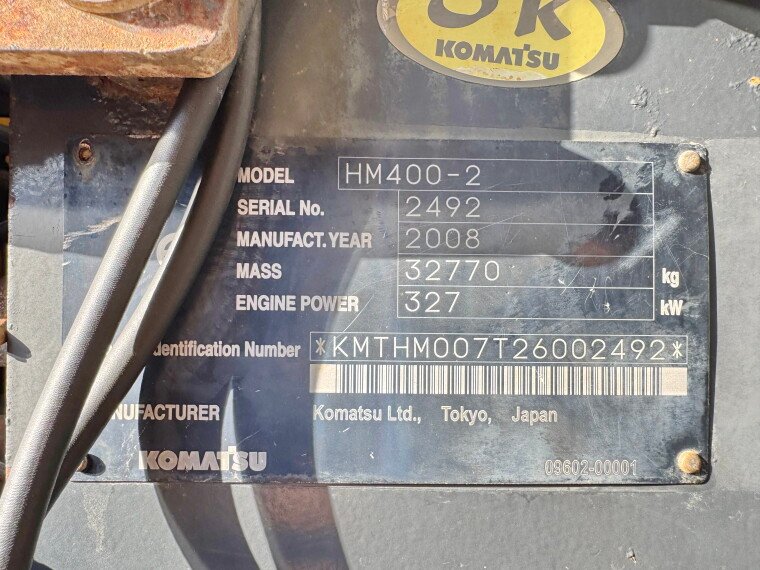 OK
KOMATSU
MODEL HM400-2
SERIAL No. 2492
MANUFACT.YEAR 2008
MASS 32770 kg
ENGINE POWER 327 kW
dentification Number *KMTHM007T26002492*
NUFACTURER Komatsu Ltd., Tokyo, Japan
KOMATSU 09602-00001